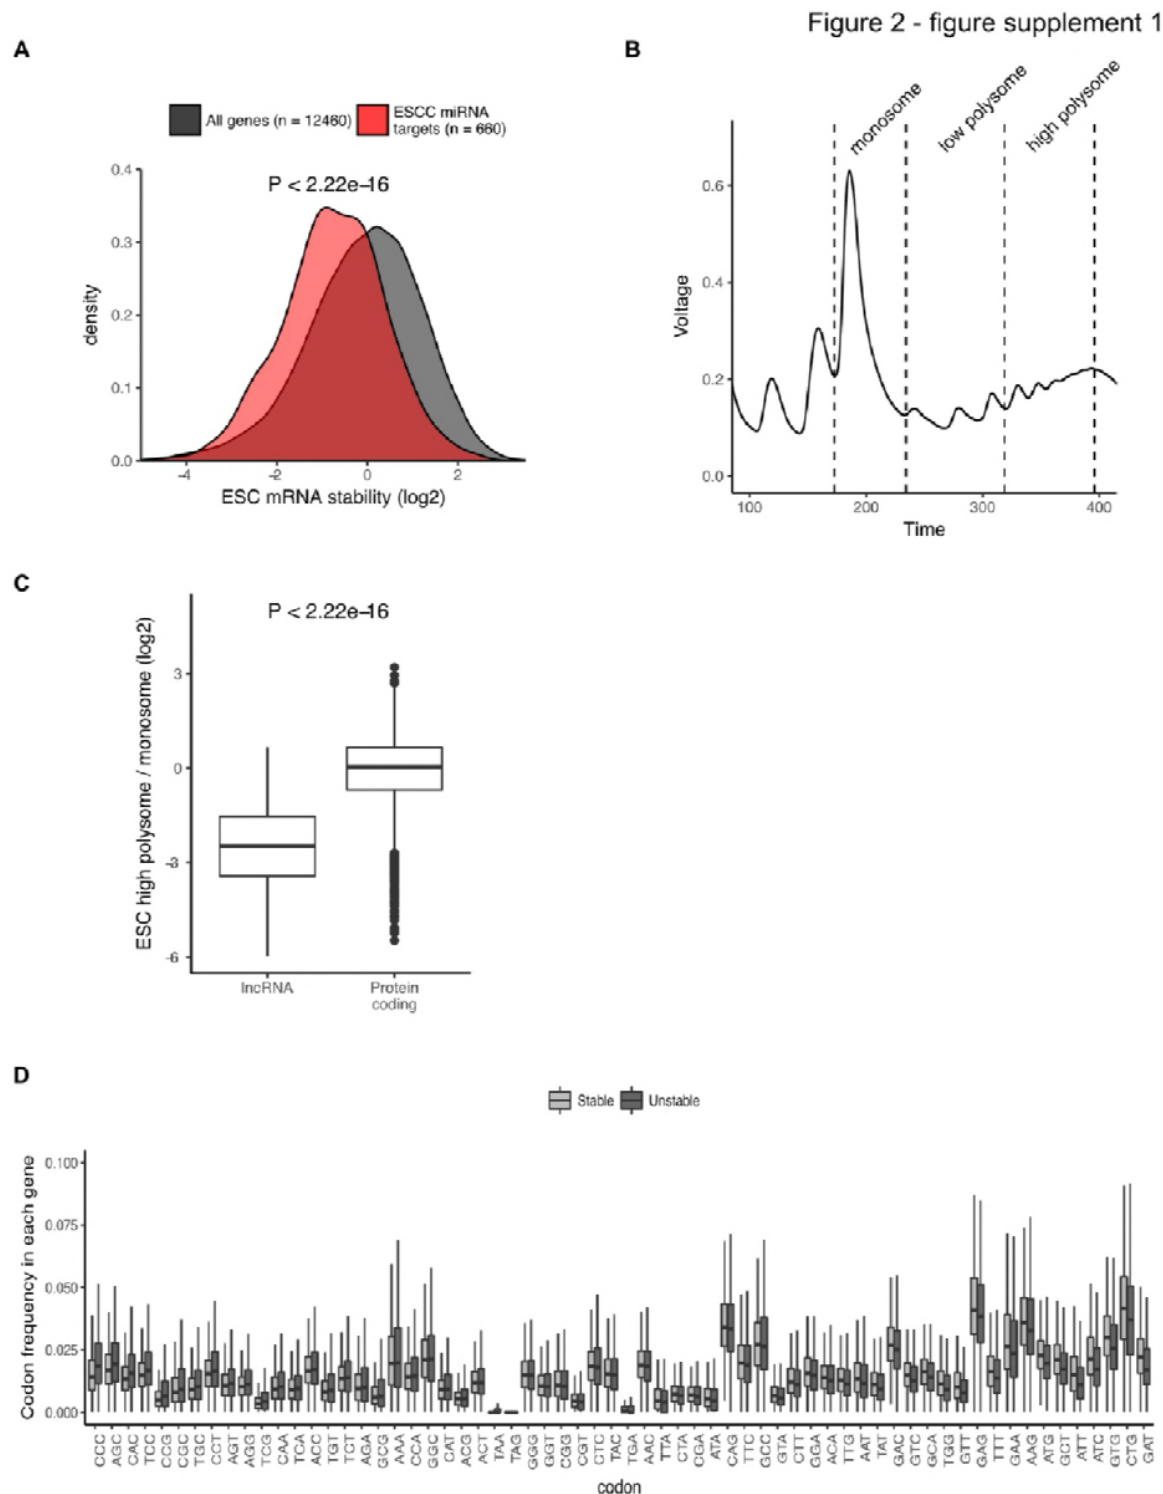 Figure 2 - figure supplement 1
A
All genes (n = 12460)
ESCC miRNA
targets (n = 660)
P < 2.22e-16
0.4
0.3
0.2
0.1
0.0
density
-4
-2
0
2
ESC mRNA stability (log2)
B
monosome
low polysome
high polysome
0.6
0.4
0.2
0.0
Voltage
100
200
300
400
Time
C
P < 2.22e-16
3
0
-3
-6
ESC high polysome / monosome (log2)
lncRNA
Protein
coding
D
Stable
Unstable
0.100
0.075
0.050
0.025
0.000
Codon frequency in each gene
CCC
AGC
CAC
TCC
CCG
CGC
TGC
CCT
AGT
AGG
TCG
CAA
TCA
ACC
TGT
TCT
AGA
GCG
AAA
CCA
GGC
CAT
ACG
ACT
TAA
TAG
GGG
GGT
CGG
CGT
CTC
TAC
TGA
AAC
TTA
CTA
CGA
ATA
CAG
TTC
GCC
GTA
CTT
GGA
ACA
TTG
AAT
TAT
GAC
GTC
GCA
TGG
GTT
GAG
TTT
GAA
AAG
ATG
GCT
ATT
ATC
GTG
CTG
GAT
codon